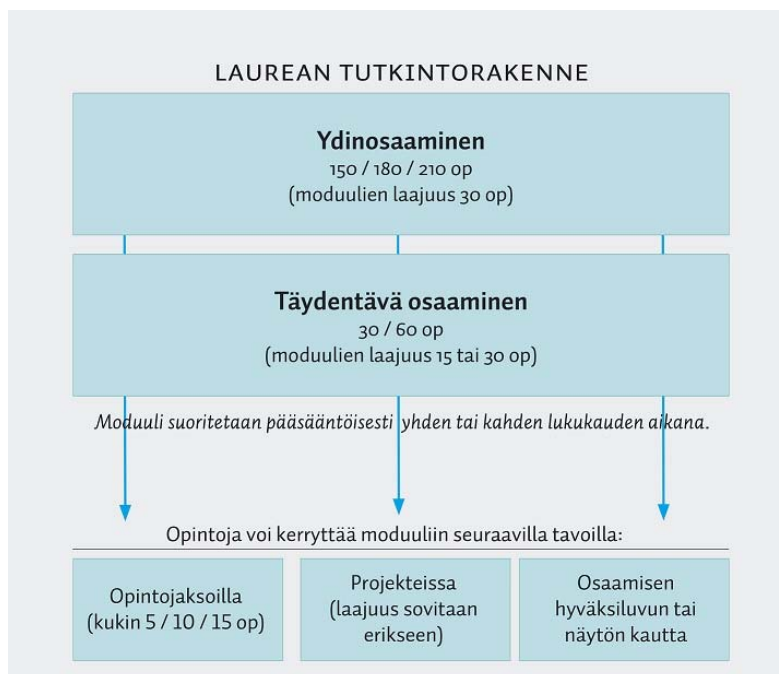 LAUREAN TUTKINTORAKENNE
Ydinosaaminen
150 / 180 / 210 op
(moduulien laajuus 30 op)
Täydentävä osaaminen
30 / 60 op
(moduulien laajuus 15 tai 30 op)
Moduuli suoritetaan pääsääntöisesti yhden tai kahden lukukauden aikana.
Opintoja voi kerryttää moduuliin seuraavilla tavoilla:
Opintojaksoilla
(kukin 5 / 10 / 15 op)
Projekteissa
(laajuus sovitaan
erikseen)
Osaamisen
hyväksiluvun tai
näytön kautta